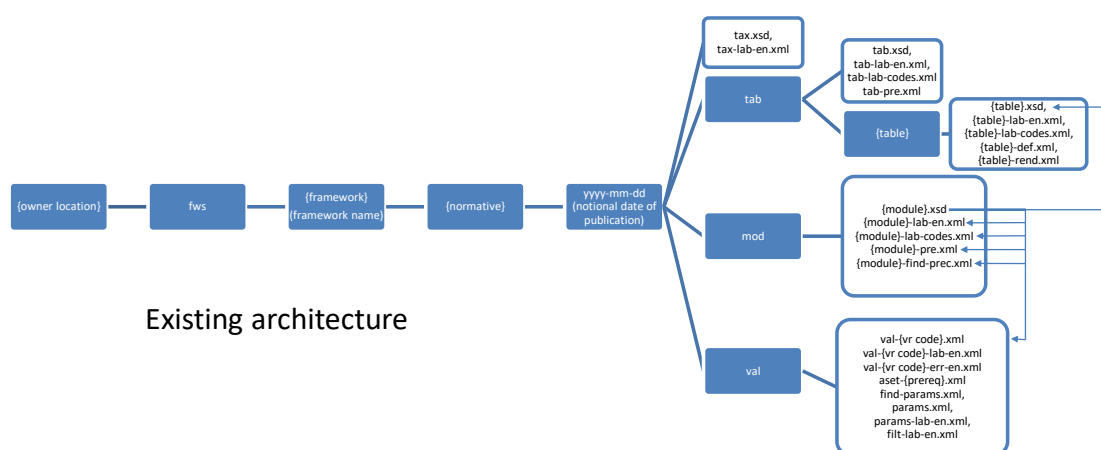 tax.xsd,
tax-lab-en.xml
tab.xsd,
tab-lab-en.xml,
tab-lab-codes.xml
tab-pre.xml
tab
{table}
{table}.xsd,
{table}-lab-en.xml,
{table}-lab-codes.xml,
{table}-def.xml,
{table}-rend.xml
{owner location}
fws
{framework}
(framework name)
{normative}
yyyy-mm-dd
(notional date of
publication)
mod
{module}.xsd
{module}-lab-en.xml
{module}-lab-codes.xml
{module}-pre.xml
{module}-find-prec.xml
Existing architecture
val
val-{vr code}.xml
val-{vr code}-lab-en.xml
val-{vr code}-err-en.xml
aset-{prereq}.xml
find-params.xml,
params.xml,
params-lab-en.xml,
filt-lab-en.xml